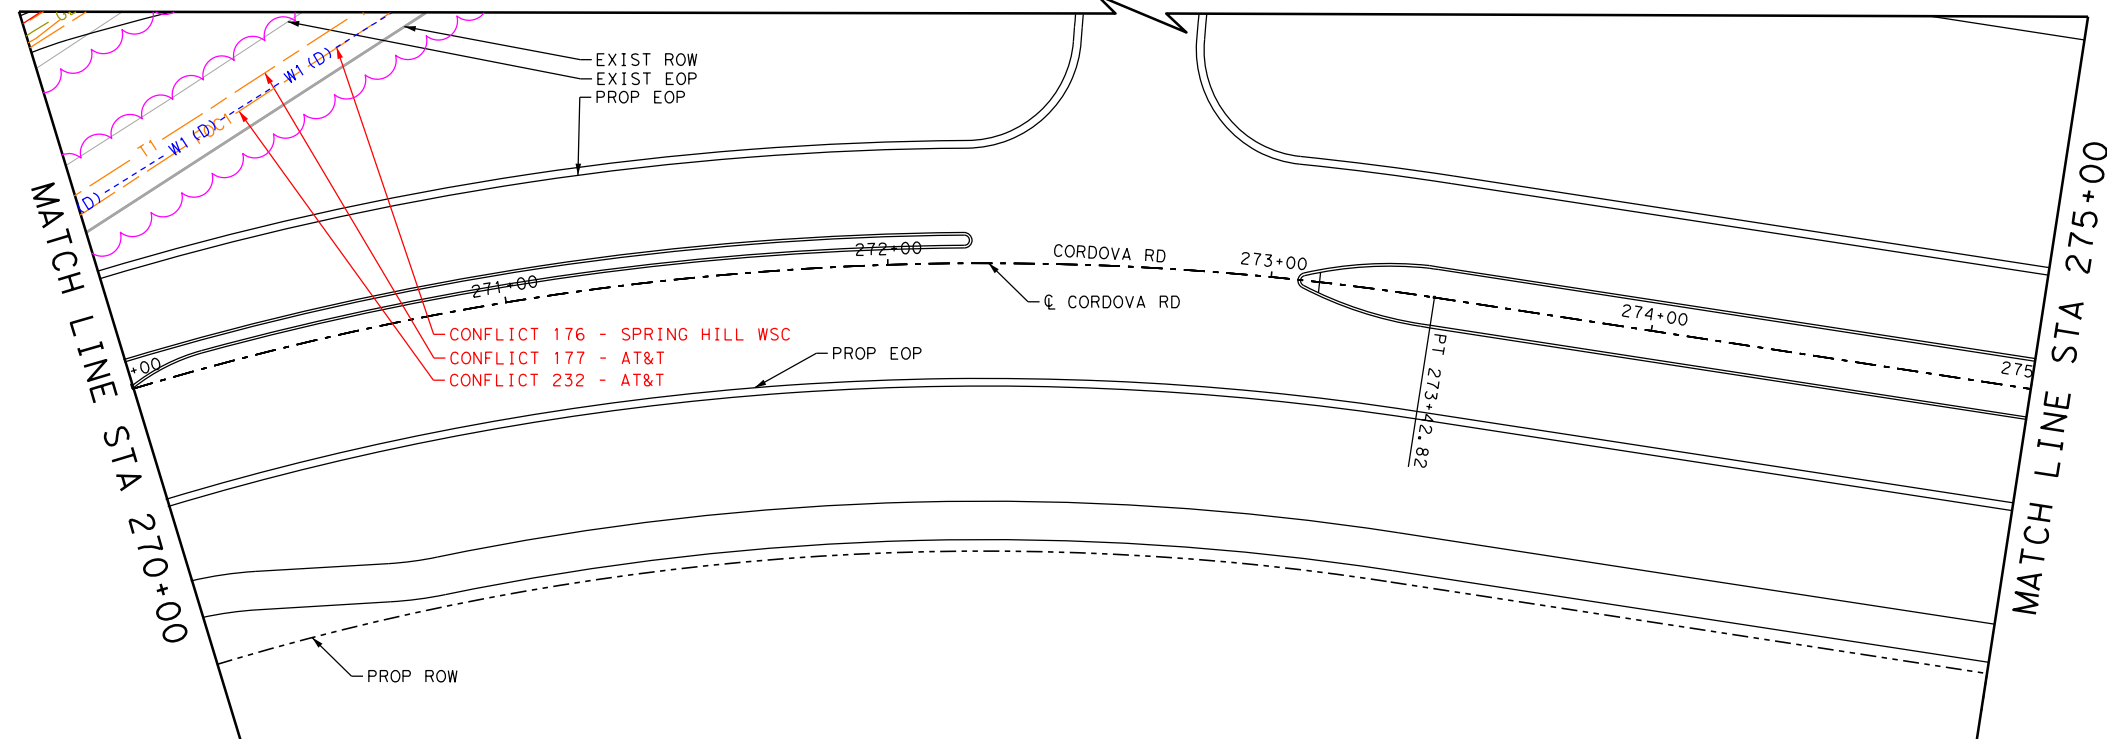 EXIST ROW
EXIST EOP
PROP EOP
W1(D)
T1
W1(D)
(D)
MATCH LINE STA 270+00
MATCH LINE STA 275+00
271+00
272+00
CORDOVA RD
273+00
274+00
275
+00
℄ CORDOVA RD
CONFLICT 176 - SPRING HILL WSC
CONFLICT 177 - AT&T
CONFLICT 232 - AT&T
PROP EOP
PT 273+42.82
PROP ROW